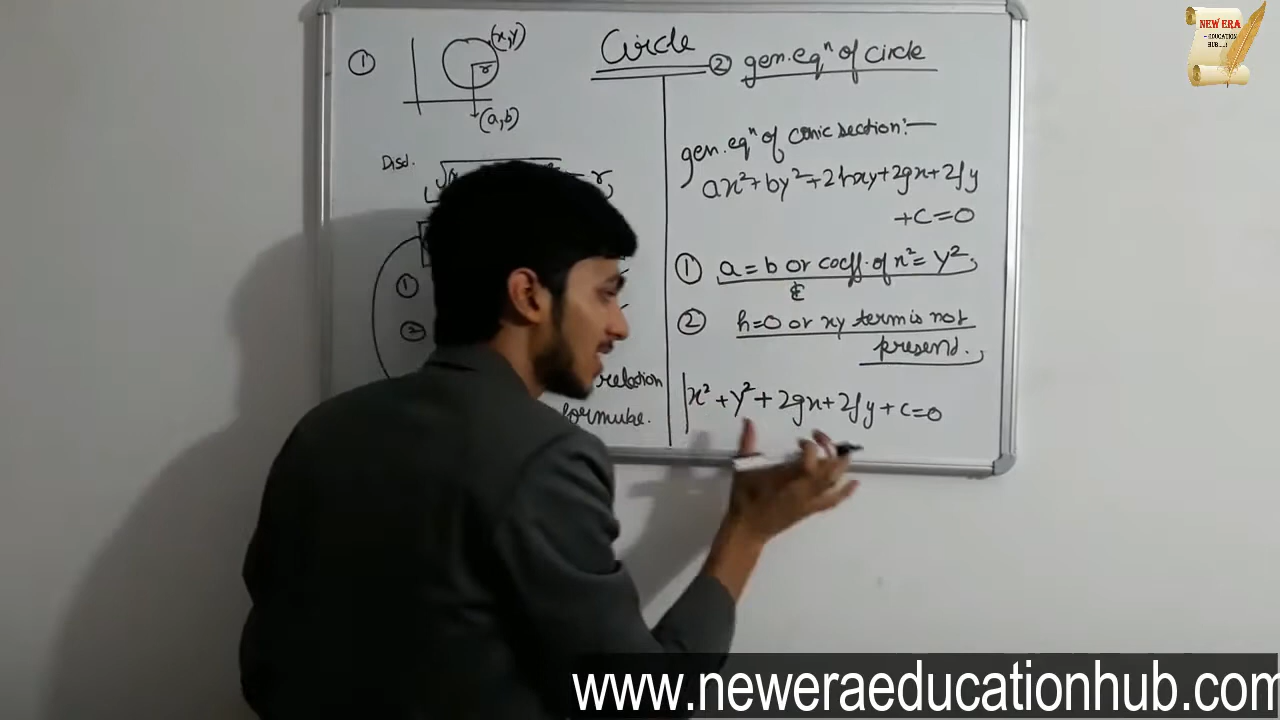 Circle
①
(x,y)
r
(a,b)
Disd.
= r
①
②
relation
formulae.
② gen. eqⁿ of circle
gen. eqⁿ of conic section:—
ax²+by²+2hxy+2gx+2fy
+c=0
① a = b or coeff. of x² = y²
&
② h=0 or xy term is not
present.
x² + y² + 2gx + 2fy + c = 0
NEW ERA
- EDUCATION
HUB....:
www.neweraeducationhub.com